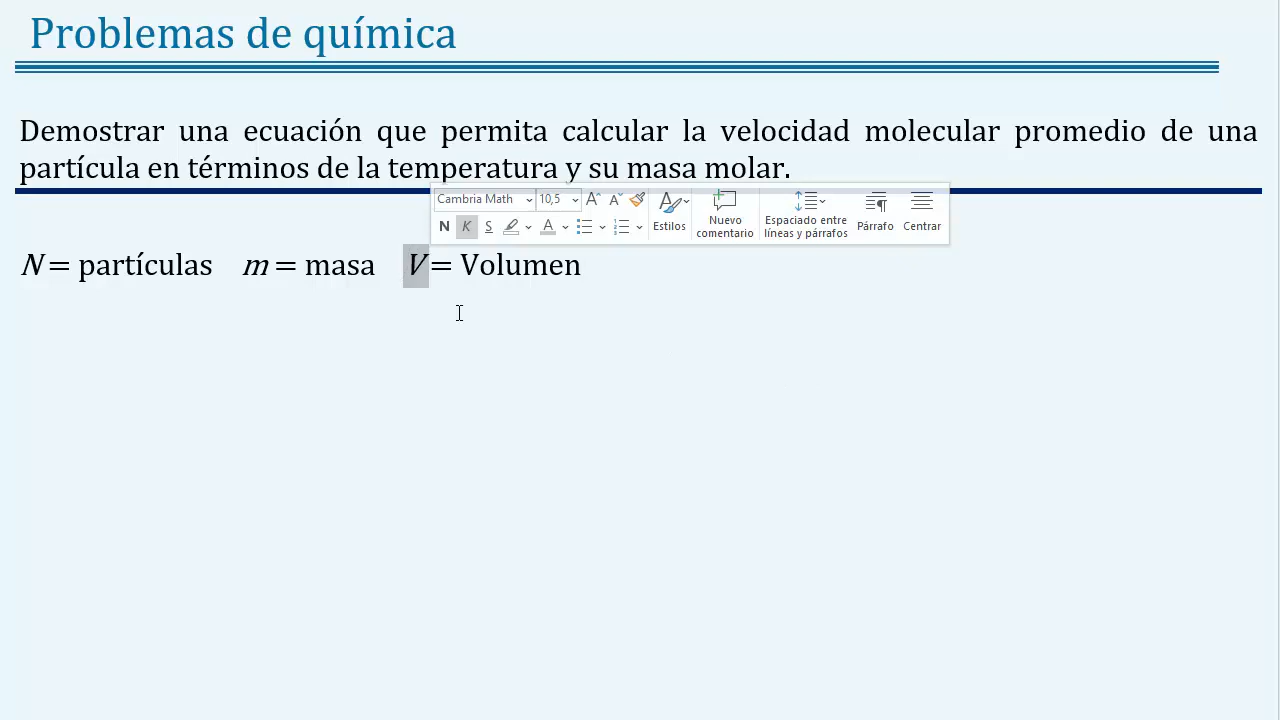 Problemas de química
Demostrar una ecuación que permita calcular la velocidad molecular promedio de una
partícula en términos de la temperatura y su masa molar.
Cambria Math 10,5 A A
N K S A Estilos Nuevo comentario Espaciado entre líneas y párrafos Párrafo Centrar
N = partículas m = masa V = Volumen